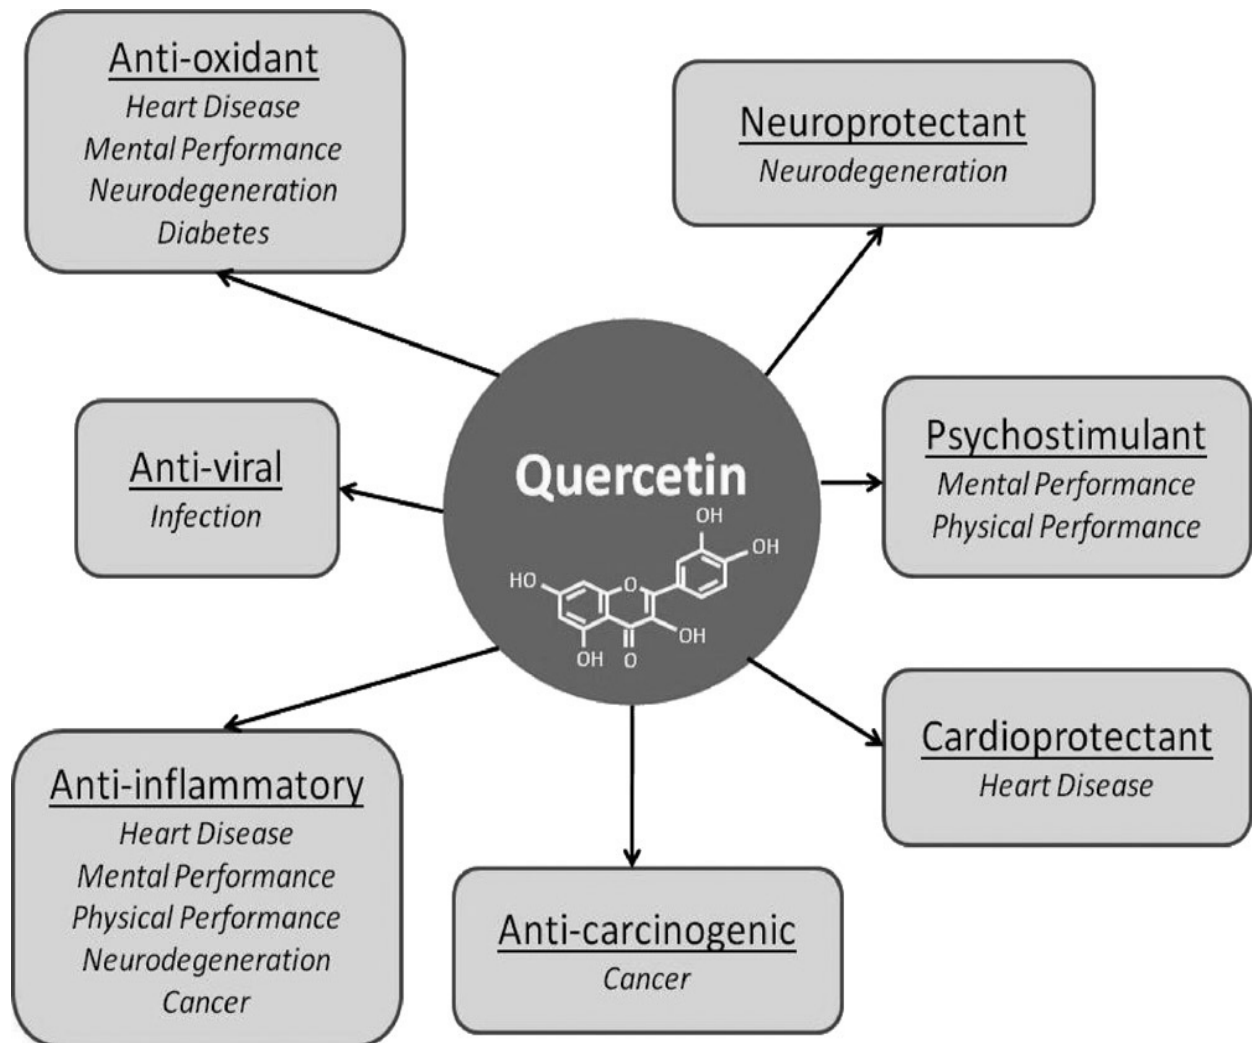 Anti-oxidant
Heart Disease
Mental Performance
Neurodegeneration
Diabetes
Neuroprotectant
Neurodegeneration
Anti-viral
Infection
Quercetin
OH
OH
HO
O
OH
OH
O
Psychostimulant
Mental Performance
Physical Performance
Cardioprotectant
Heart Disease
Anti-inflammatory
Heart Disease
Mental Performance
Physical Performance
Neurodegeneration
Cancer
Anti-carcinogenic
Cancer